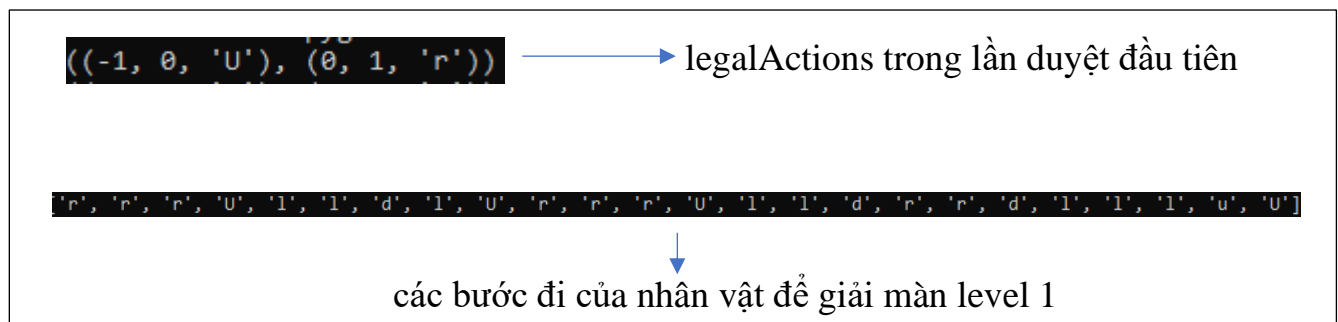 ((-1, 0, 'U'), (0, 1, 'r'))
legalActions trong lần duyệt đầu tiên
['r', 'r', 'r', 'U', 'l', 'l', 'd', 'l', 'U', 'r', 'r', 'r', 'U', 'l', 'l', 'd', 'r', 'r', 'd', 'l', 'l', 'l', 'u', 'U']
các bước đi của nhân vật để giải màn level 1